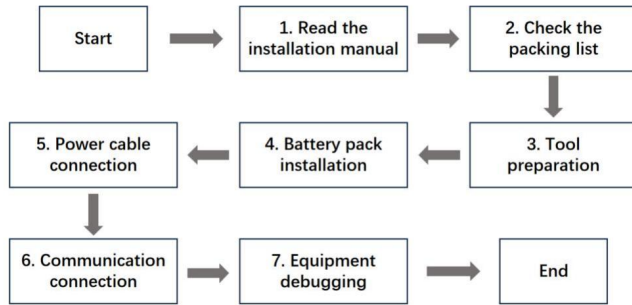 Start
1. Read the
installation manual
2. Check the
packing list
3. Tool
preparation
4. Battery pack
installation
5. Power cable
connection
6. Communication
connection
7. Equipment
debugging
End